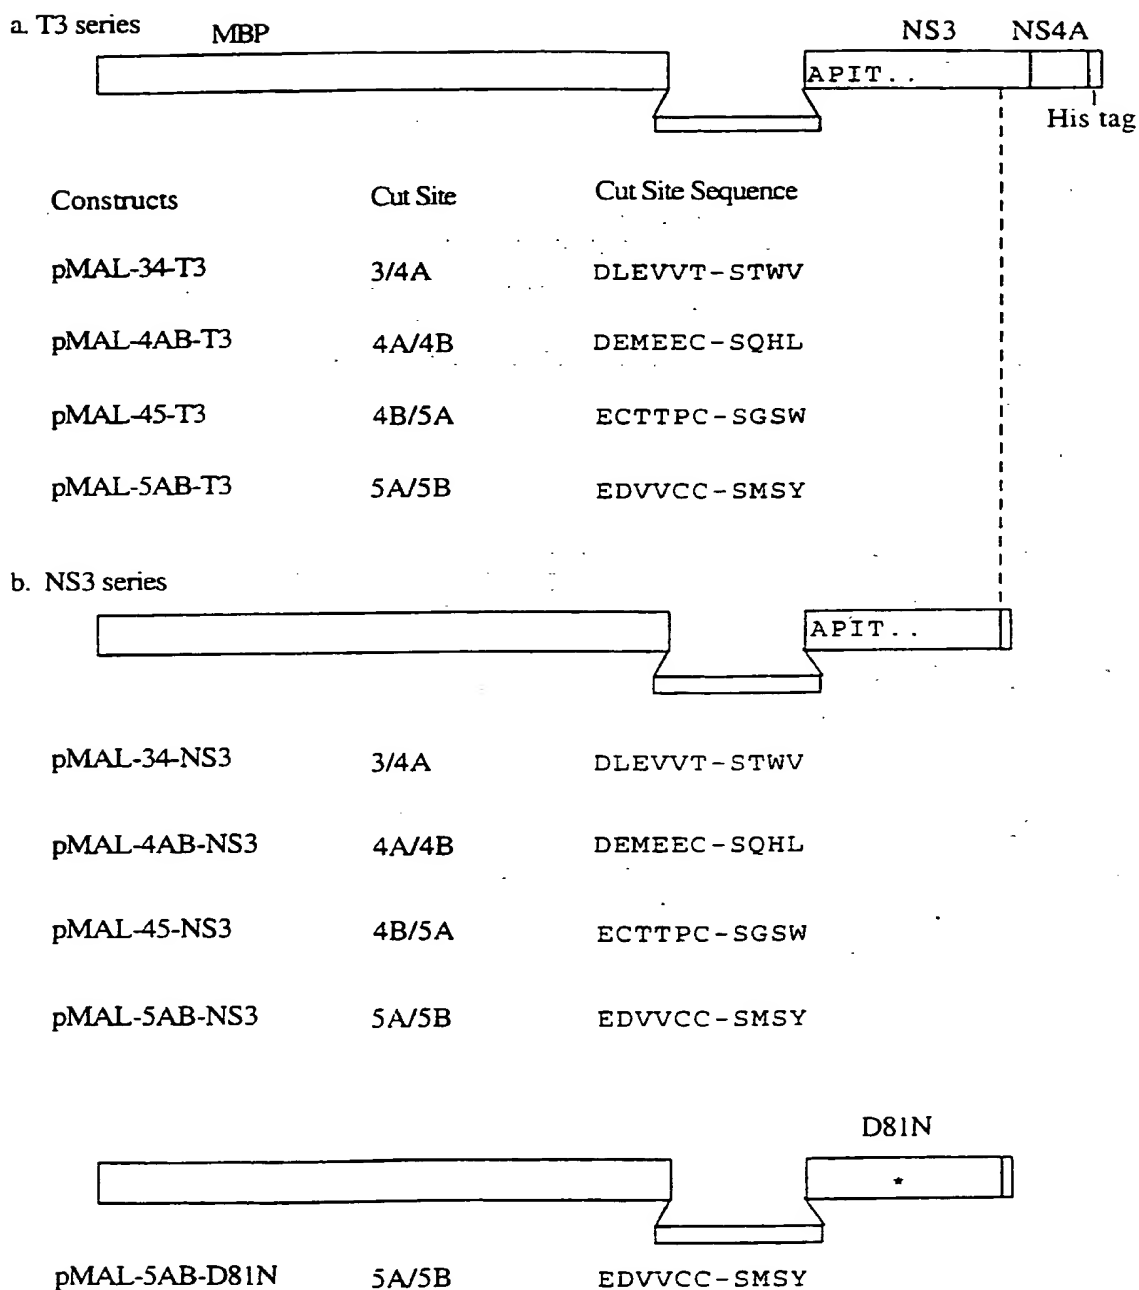 a. T3 series
MBP NS3 NS4A
APIT..
His tag
Constructs Cut Site Cut Site Sequence
pMAL-34-T3 3/4A DLEVVT-STWV
pMAL-4AB-T3 4A/4B DEMEEC-SQHL
pMAL-45-T3 4B/5A ECTTPC-SGSW
pMAL-5AB-T3 5A/5B EDVVCC-SMSY
b. NS3 series
APIT..
pMAL-34-NS3 3/4A DLEVVT-STWV
pMAL-4AB-NS3 4A/4B DEMEEC-SQHL
pMAL-45-NS3 4B/5A ECTTPC-SGSW
pMAL-5AB-NS3 5A/5B EDVVCC-SMSY
D81N
*
pMAL-5AB-D81N 5A/5B EDVVCC-SMSY